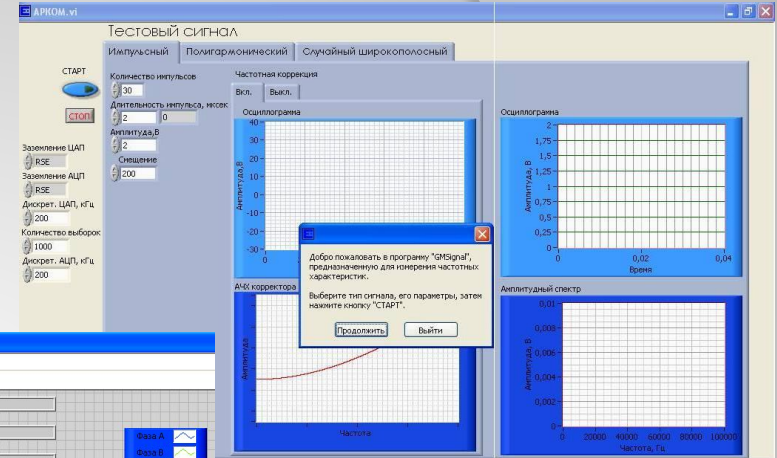 АРКОМ.vi
Тестовый сигнал
Импульсный Полигармонический Случайный широкополосный
СТАРТ
СТОП
Заземление ЦАП
RSE
Заземление АЦП
RSE
Дискрет. ЦАП, кГц
200
Количество выборок
1000
Дискрет. АЦП, кГц
200
Количество импульсов
30
Длительность импульса, мксек
2 0
Амплитуда,В
2
Смещение
200
Частотная коррекция
Вкл. Выкл.
Осциллограмма
Амплитуда,В
40
30
20
10
0
-10
-20
-30
0
АЧХ корректора
Амплитуда
Частота
Добро пожаловать в программу "GMSignal",
предназначенную для измерения частотных
характеристик.
Выберите тип сигнала, его параметры, затем
нажмите кнопку "СТАРТ".
Продолжить Выйти
Осциллограмма
Амплитуда, В
2
1,75
1,5
1,25
1
0,75
0,5
0,25
0
0 0,02 0,04
Время
Амплитудный спектр
Амплитуда, В
0,01
0,008
0,006
0,004
0,002
0
0 20000 40000 60000 80000 100000
Частота, Гц
Фаза А
Фаза В